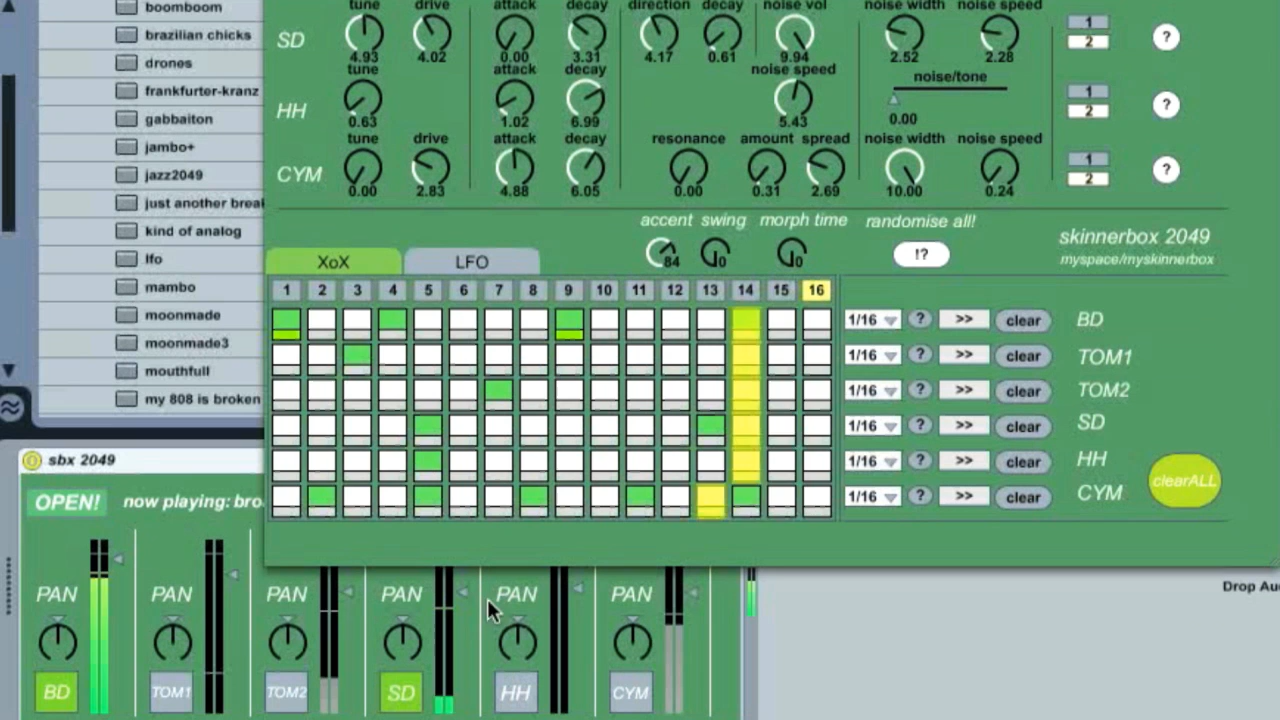 boomboom
brazilian chicks
drones
frankfurter-kranz
gabbaiton
jambo+
jazz2049
just another break
kind of analog
lfo
mambo
moonmade
moonmade3
mouthfull
my 808 is broken
tune drive attack decay direction decay noise vol noise width noise speed
SD 4.93 4.02 0.00 3.31 4.17 0.61 9.94 2.52 2.28 1 2 ?
tune attack decay noise speed noise/tone
HH 0.63 1.02 6.99 5.43 0.00 1 2 ?
tune drive attack decay resonance amount spread noise width noise speed
CYM 0.00 2.83 4.88 6.05 0.00 0.31 2.69 10.00 0.24 1 2 ?
accent swing morph time randomise all!
84 0 0 !?
skinnerbox 2049
myspace/myskinnerbox
XoX LFO
1 2 3 4 5 6 7 8 9 10 11 12 13 14 15 16
1/16 ? >> clear BD
1/16 ? >> clear TOM1
1/16 ? >> clear TOM2
1/16 ? >> clear SD
1/16 ? >> clear HH
1/16 ? >> clear CYM
clearALL
sbx 2049
OPEN! now playing: bro
PAN PAN PAN PAN PAN PAN
BD TOM1 TOM2 SD HH CYM
Drop Au